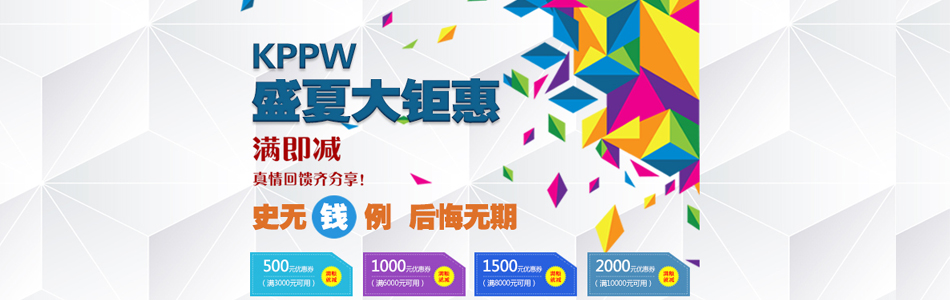 KPPW
盛夏大钜惠
满即减
真情回馈齐分享！
史无钱例 后悔无期
500元优惠券
（满3000元可用）
1000元优惠券
（满6000元可用）
1500元优惠券
（满8000元可用）
2000元优惠券
（满10000元可用）